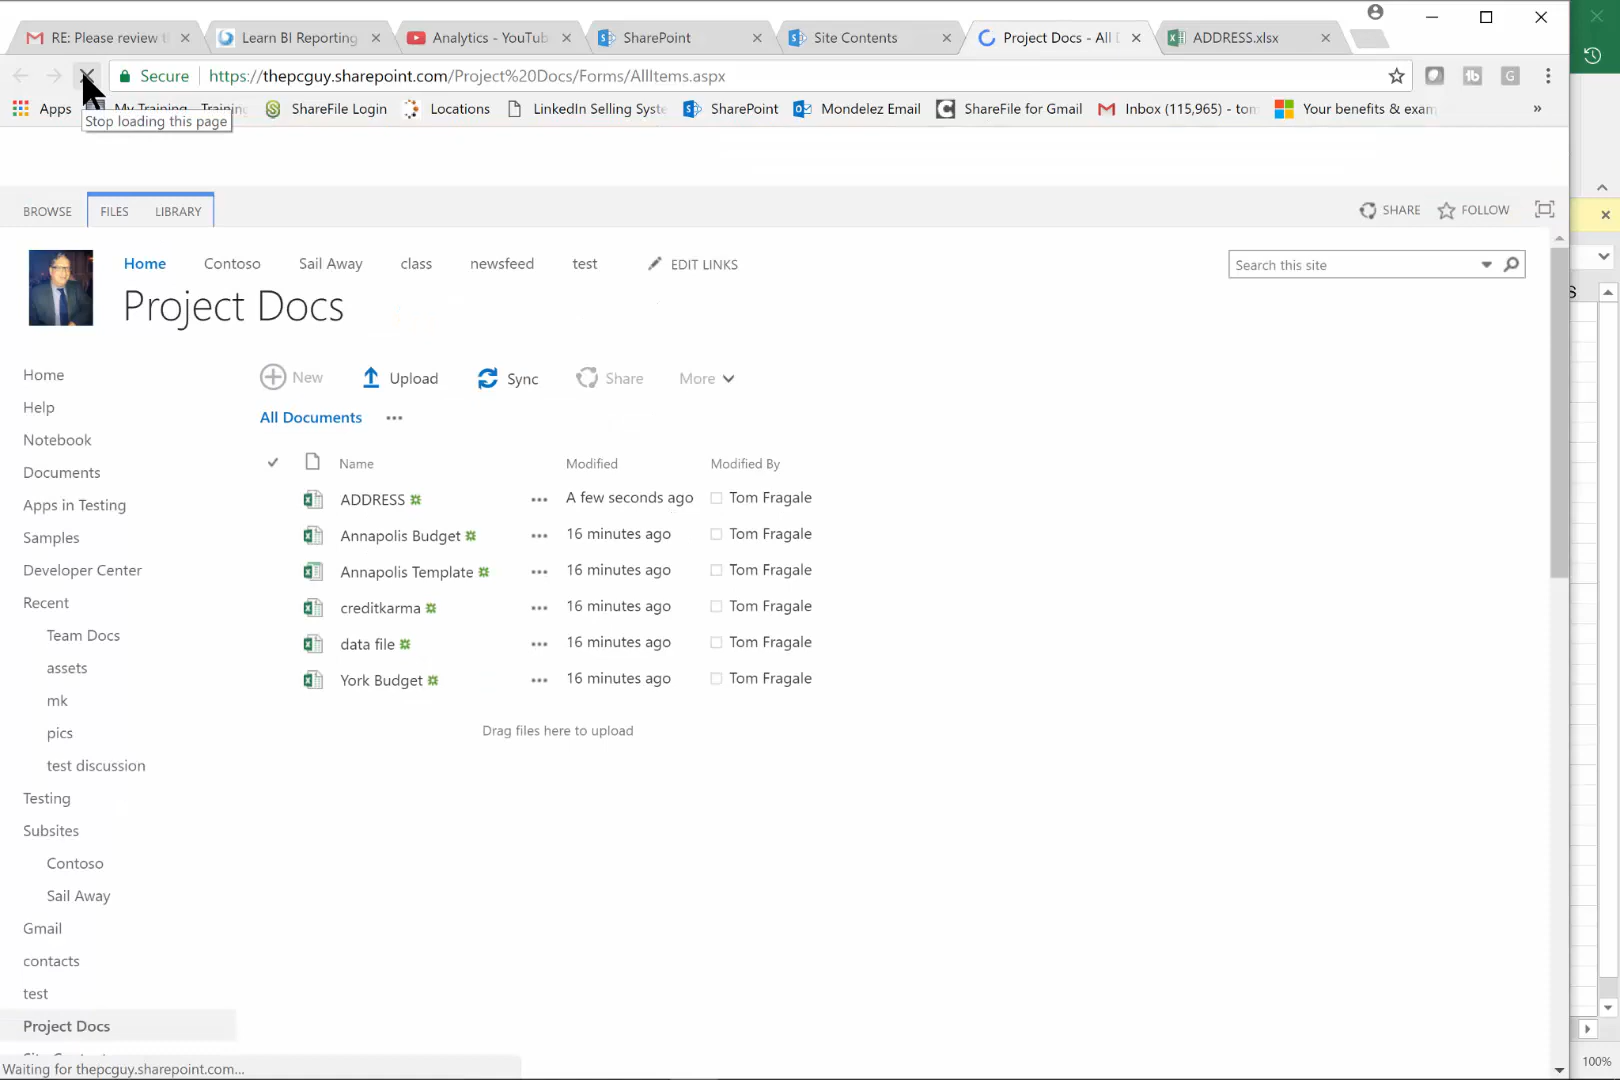 RE: Please review t
Learn BI Reporting
Analytics - YouTub
SharePoint
Site Contents
Project Docs - All
ADDRESS.xlsx
Secure
https://thepcguy.sharepoint.com/Project%20Docs/Forms/AllItems.aspx
Apps
My Training
Training
ShareFile Login
Locations
LinkedIn Selling Syste
SharePoint
Mondelez Email
ShareFile for Gmail
Inbox (115,965) - tom
Your benefits & exam
»
Stop loading this page
BROWSE
FILES
LIBRARY
SHARE
FOLLOW
Home
Contoso
Sail Away
class
newsfeed
test
EDIT LINKS
Search this site
Project Docs
New
Upload
Sync
Share
More
All Documents
Name
Modified
Modified By
ADDRESS
A few seconds ago
Tom Fragale
Annapolis Budget
16 minutes ago
Tom Fragale
Annapolis Template
16 minutes ago
Tom Fragale
creditkarma
16 minutes ago
Tom Fragale
data file
16 minutes ago
Tom Fragale
York Budget
16 minutes ago
Tom Fragale
Drag files here to upload
Home
Help
Notebook
Documents
Apps in Testing
Samples
Developer Center
Recent
Team Docs
assets
mk
pics
test discussion
Testing
Subsites
Contoso
Sail Away
Gmail
contacts
test
Project Docs
Waiting for thepcguy.sharepoint.com...
S
100%